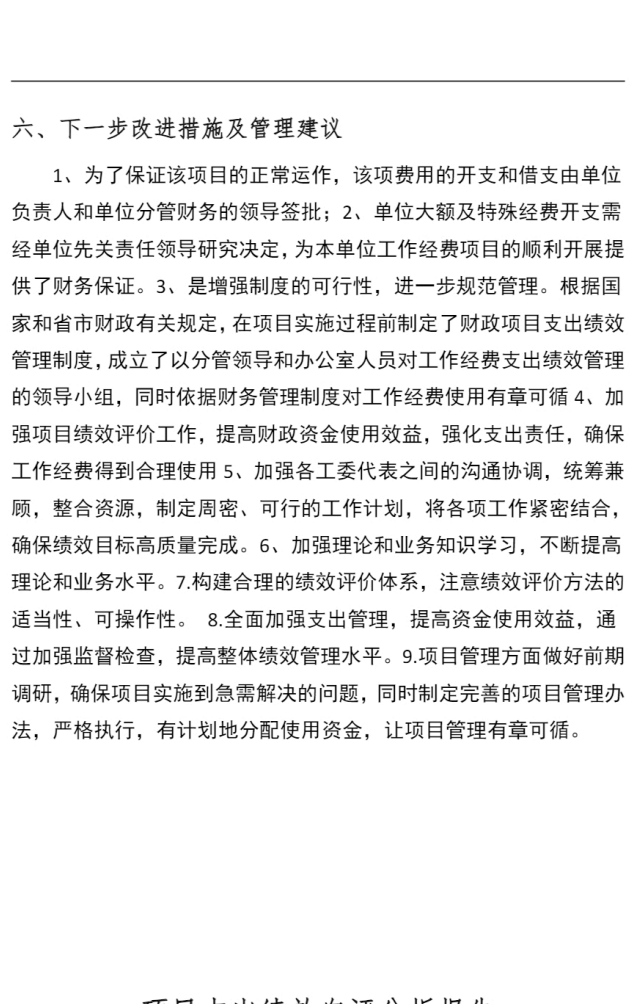 六、下一步改进措施及管理建议
1、为了保证该项目的正常运作，该项费用的开支和借支由单位
负责人和单位分管财务的领导签批；2、单位大额及特殊经费开支需
经单位先关责任领导研究决定，为本单位工作经费项目的顺利开展提
供了财务保证。3、是增强制度的可行性，进一步规范管理。根据国
家和省市财政有关规定，在项目实施过程前制定了财政项目支出绩效
管理制度，成立了以分管领导和办公室人员对工作经费支出绩效管理
的领导小组，同时依据财务管理制度对工作经费使用有章可循 4、加
强项目绩效评价工作，提高财政资金使用效益，强化支出责任，确保
工作经费得到合理使用 5、加强各工委代表之间的沟通协调，统筹兼
顾，整合资源，制定周密、可行的工作计划，将各项工作紧密结合，
确保绩效目标高质量完成。6、加强理论和业务知识学习，不断提高
理论和业务水平。7.构建合理的绩效评价体系，注意绩效评价方法的
适当性、可操作性。 8.全面加强支出管理，提高资金使用效益，通
过加强监督检查，提高整体绩效管理水平。9.项目管理方面做好前期
调研，确保项目实施到急需解决的问题，同时制定完善的项目管理办
法，严格执行，有计划地分配使用资金，让项目管理有章可循。
项目支出绩效自评分析报告